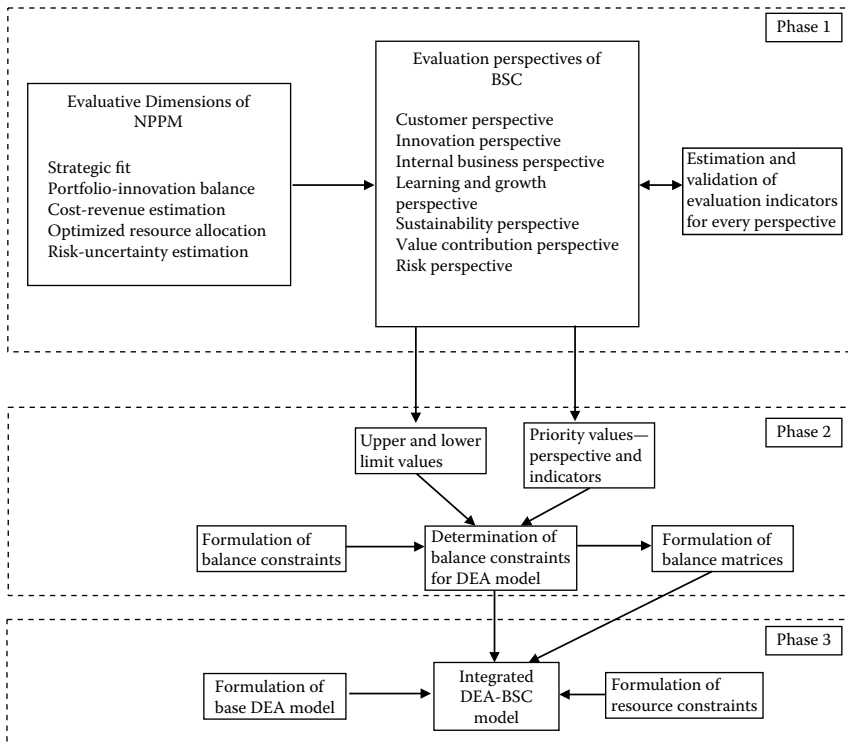 Phase 1
Evaluative Dimensions of
NPPM
Strategic fit
Portfolio-innovation balance
Cost-revenue estimation
Optimized resource allocation
Risk-uncertainty estimation
Evaluation perspectives of
BSC
Customer perspective
Innovation perspective
Internal business perspective
Learning and growth
perspective
Sustainability perspective
Value contribution perspective
Risk perspective
Estimation and
validation of
evaluation indicators
for every perspective
Phase 2
Upper and lower
limit values
Priority values—
perspective and
indicators
Formulation of
balance constraints
Determination of
balance constraints
for DEA model
Formulation of
balance matrices
Phase 3
Formulation of
base DEA model
Integrated
DEA-BSC
model
Formulation of
resource constraints